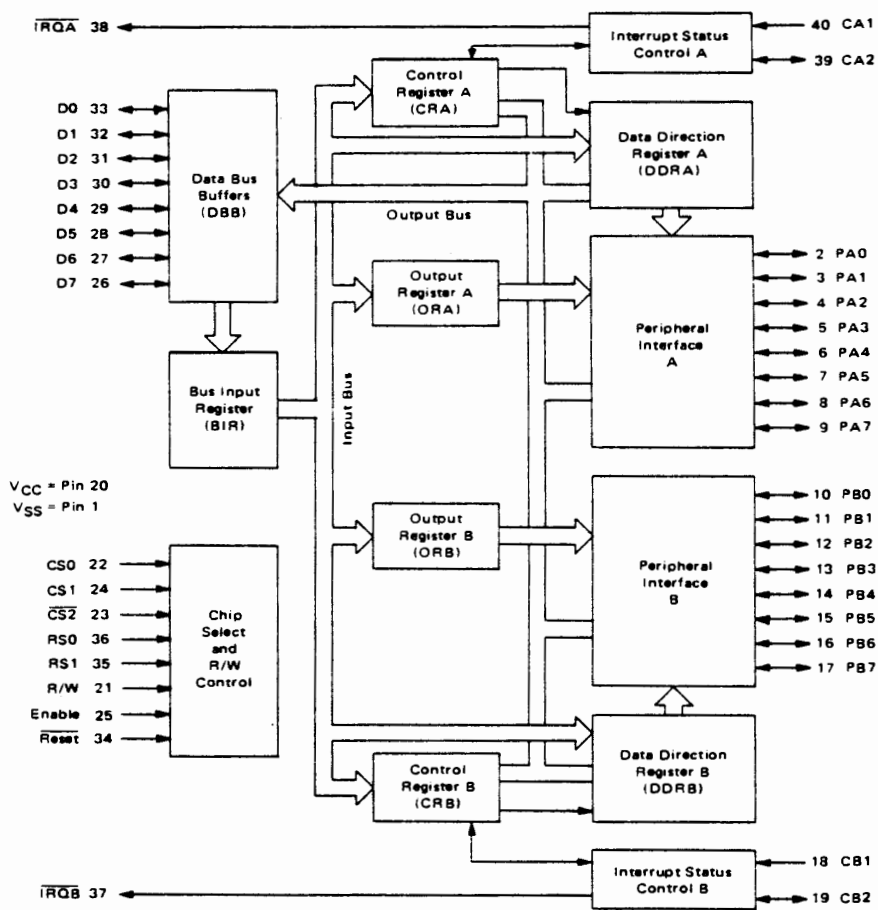 IRQA 38
Interrupt Status
Control A
40 CA1
39 CA2
Control
Register A
(CRA)
D0 33
D1 32
D2 31
D3 30
D4 29
D5 28
D6 27
D7 26
Data Bus
Buffers
(DBB)
Data Direction
Register A
(DDRA)
Output Bus
Output
Register A
(ORA)
Peripheral
Interface
A
2 PA0
3 PA1
4 PA2
5 PA3
6 PA4
7 PA5
8 PA6
9 PA7
Bus Input
Register
(BIR)
Input Bus
VCC = Pin 20
VSS = Pin 1
Output
Register B
(ORB)
Peripheral
Interface
B
10 PB0
11 PB1
12 PB2
13 PB3
14 PB4
15 PB5
16 PB6
17 PB7
CS0 22
CS1 24
CS2 23
RS0 36
RS1 35
R/W 21
Enable 25
Reset 34
Chip
Select
and
R/W
Control
Control
Register B
(CRB)
Data Direction
Register B
(DDRB)
Interrupt Status
Control B
18 CB1
19 CB2
IRQB 37